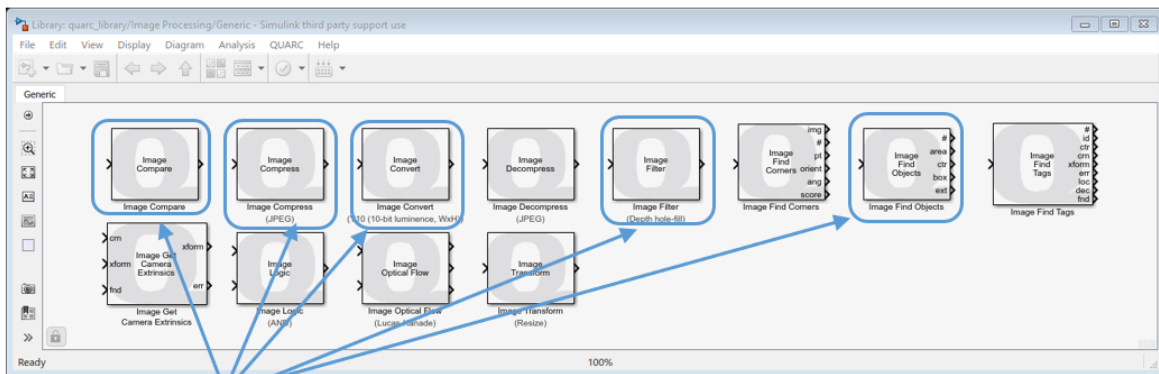 Library: quarc_library/Image Processing/Generic - Simulink third party support use
File Edit View Display Diagram Analysis QUARC Help
Generic
Image Compare
Image Compare
Image Compress
Image Compress
(JPEG)
Image Convert
Image Convert
(10-bit luminence, WxH)
Image Decompress
Image Decompress
(JPEG)
Image Filter
Image Filter
(Depth hole-fill)
Image Find Corners
img
#
pt
orient
ang
score
Image Find Corners
Image Find Objects
#
area
ctr
box
ext
Image Find Objects
Image Find Tags
#
id
ctr
crn
xform
err
loc
dec
fnd
Image Find Tags
crn
xform
fnd
Image Get Camera Extrinsics
xform
err
Image Get
Camera Extrinsics
Image Logic
Image Logic
(AND)
Image Optical Flow
Image Optical Flow
(Lucas-Kanade)
Image Transform
Image Transform
(Resize)
Ready
100%